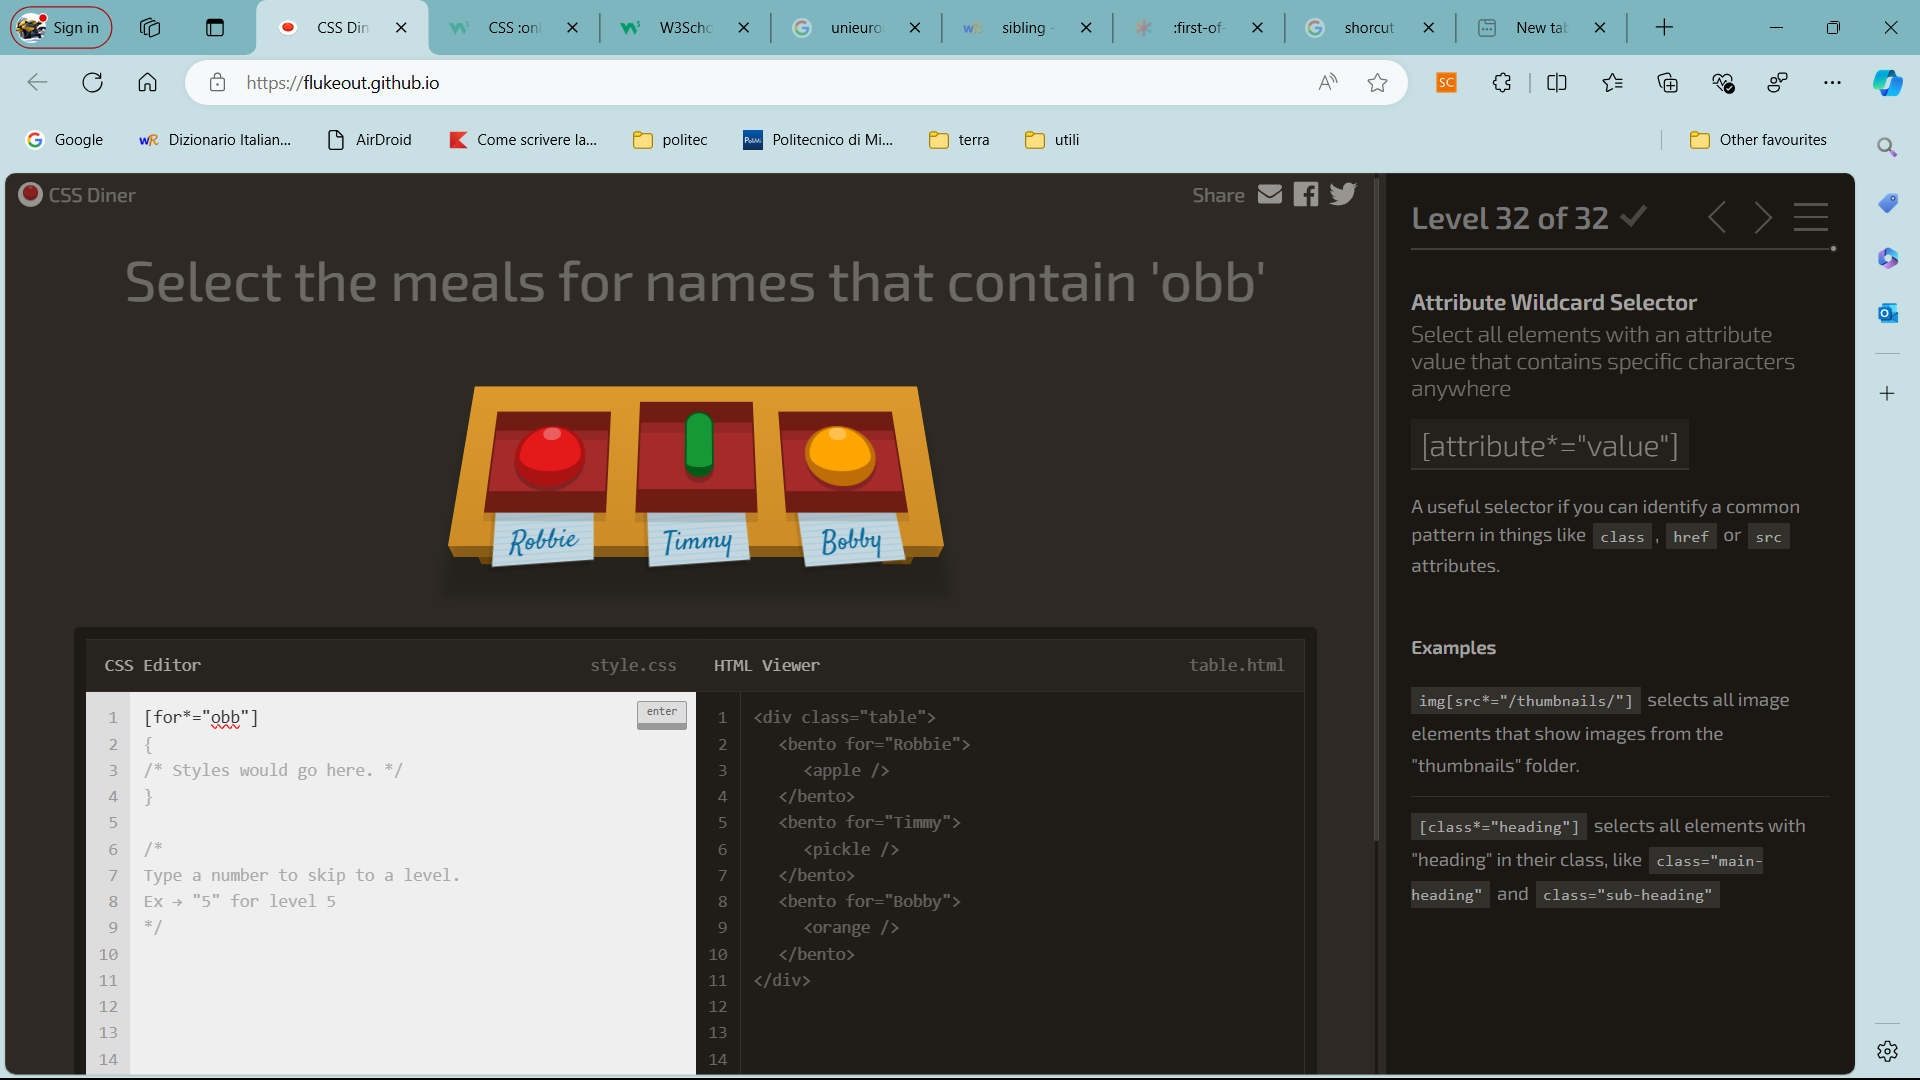 Sign in
CSS Din
CSS :onl
W3Scho
unieuro
sibling -
:first-of-
shorcut
New tab
https://flukeout.github.io
Google
Dizionario Italian...
AirDroid
Come scrivere la...
politec
Politecnico di Mi...
terra
utili
Other favourites
CSS Diner
Share
Select the meals for names that contain 'obb'
Robbie
Timmy
Bobby
CSS Editor
style.css
1 [for*="obb"]
enter
2 {
3 /* Styles would go here. */
4 }
5
6 /*
7 Type a number to skip to a level.
8 Ex → "5" for level 5
9 */
10
11
12
13
14
HTML Viewer
table.html
1 <div class="table">
2 <bento for="Robbie">
3 <apple />
4 </bento>
5 <bento for="Timmy">
6 <pickle />
7 </bento>
8 <bento for="Bobby">
9 <orange />
10 </bento>
11 </div>
12
13
14
Level 32 of 32
Attribute Wildcard Selector
Select all elements with an attribute
value that contains specific characters
anywhere
[attribute*="value"]
A useful selector if you can identify a common
pattern in things like class , href or src
attributes.
Examples
img[src*="/thumbnails/"] selects all image
elements that show images from the
"thumbnails" folder.
[class*="heading"] selects all elements with
"heading" in their class, like class="main-
heading" and class="sub-heading"